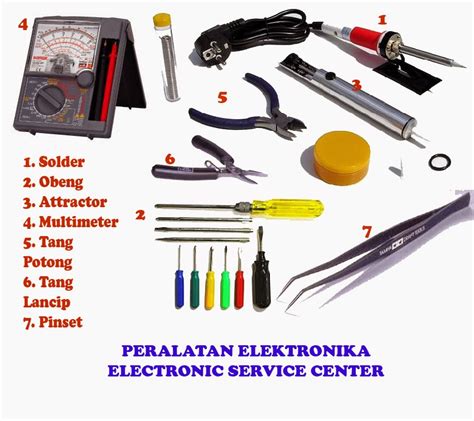 4
1
3
5
6
2
7
1. Solder
2. Obeng
3. Attractor
4. Multimeter
5. Tang
Potong
6. Tang
Lancip
7. Pinset
PERALATAN ELEKTRONIKA
ELECTRONIC SERVICE CENTER